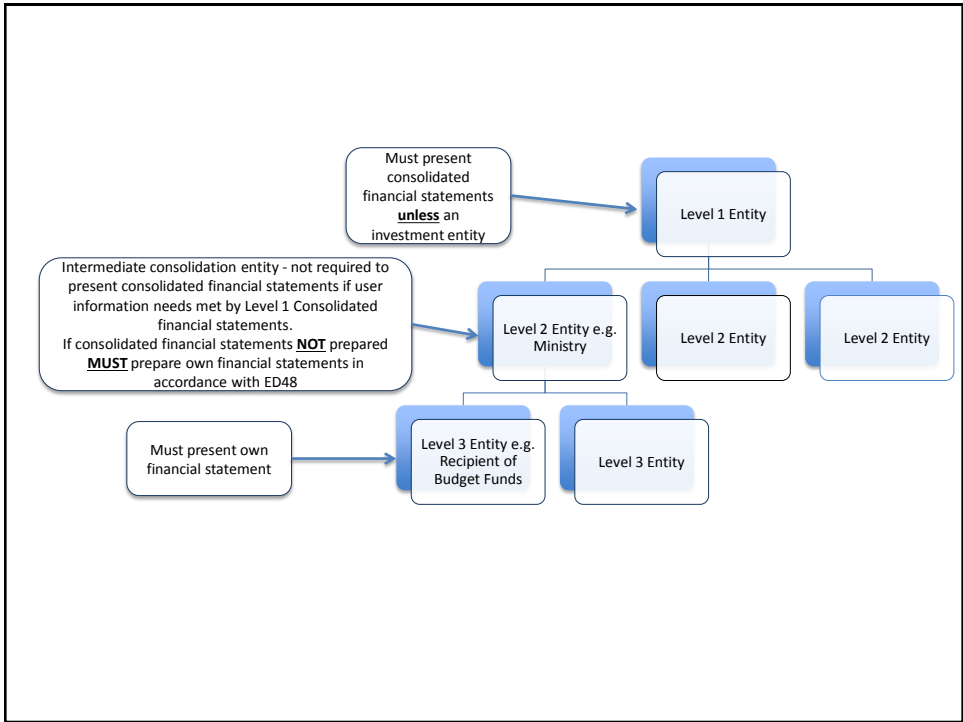 Must present
consolidated
financial statements
unless an
investment entity
Level 1 Entity
Intermediate consolidation entity - not required to
present consolidated financial statements if user
information needs met by Level 1 Consolidated
financial statements.
If consolidated financial statements NOT prepared
MUST prepare own financial statements in
accordance with ED48
Level 2 Entity e.g.
Ministry
Level 2 Entity
Level 2 Entity
Must present own
financial statement
Level 3 Entity e.g.
Recipient of
Budget Funds
Level 3 Entity